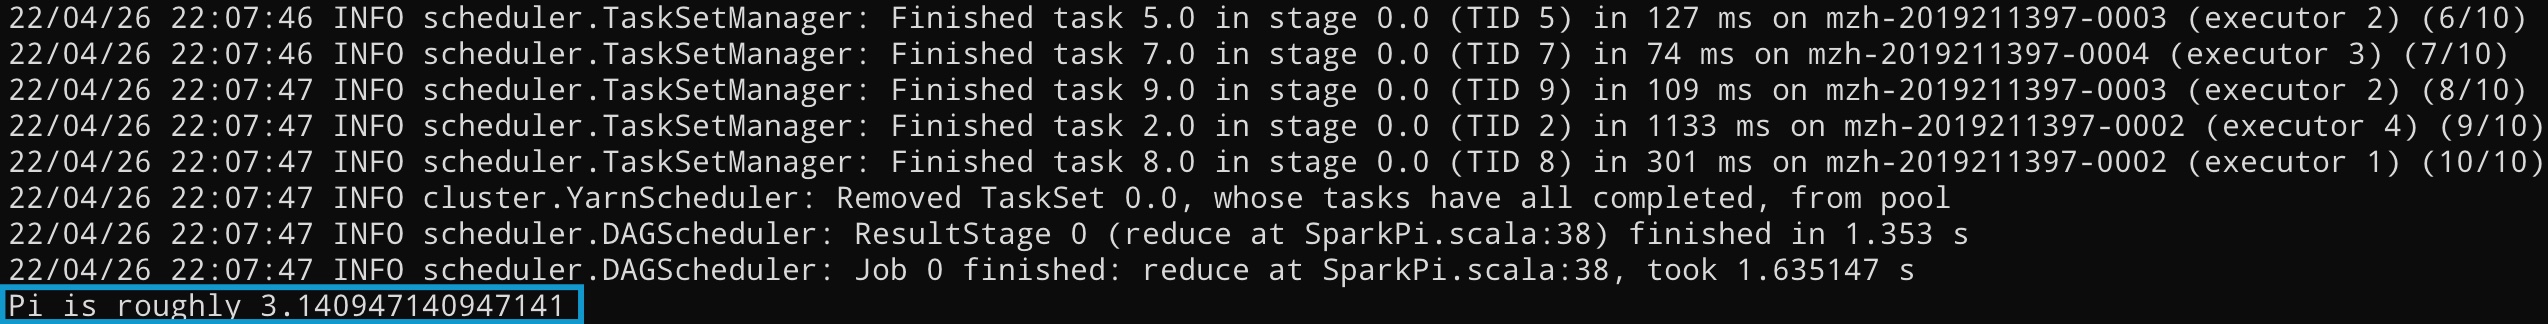 22/04/26 22:07:46 INFO scheduler.TaskSetManager: Finished task 5.0 in stage 0.0 (TID 5) in 127 ms on mzh-2019211397-0003 (executor 2) (6/10)
22/04/26 22:07:46 INFO scheduler.TaskSetManager: Finished task 7.0 in stage 0.0 (TID 7) in 74 ms on mzh-2019211397-0004 (executor 3) (7/10)
22/04/26 22:07:47 INFO scheduler.TaskSetManager: Finished task 9.0 in stage 0.0 (TID 9) in 109 ms on mzh-2019211397-0003 (executor 2) (8/10)
22/04/26 22:07:47 INFO scheduler.TaskSetManager: Finished task 2.0 in stage 0.0 (TID 2) in 1133 ms on mzh-2019211397-0002 (executor 4) (9/10)
22/04/26 22:07:47 INFO scheduler.TaskSetManager: Finished task 8.0 in stage 0.0 (TID 8) in 301 ms on mzh-2019211397-0002 (executor 1) (10/10)
22/04/26 22:07:47 INFO cluster.YarnScheduler: Removed TaskSet 0.0, whose tasks have all completed, from pool
22/04/26 22:07:47 INFO scheduler.DAGScheduler: ResultStage 0 (reduce at SparkPi.scala:38) finished in 1.353 s
22/04/26 22:07:47 INFO scheduler.DAGScheduler: Job 0 finished: reduce at SparkPi.scala:38, took 1.635147 s
Pi is roughly 3.140947140947141